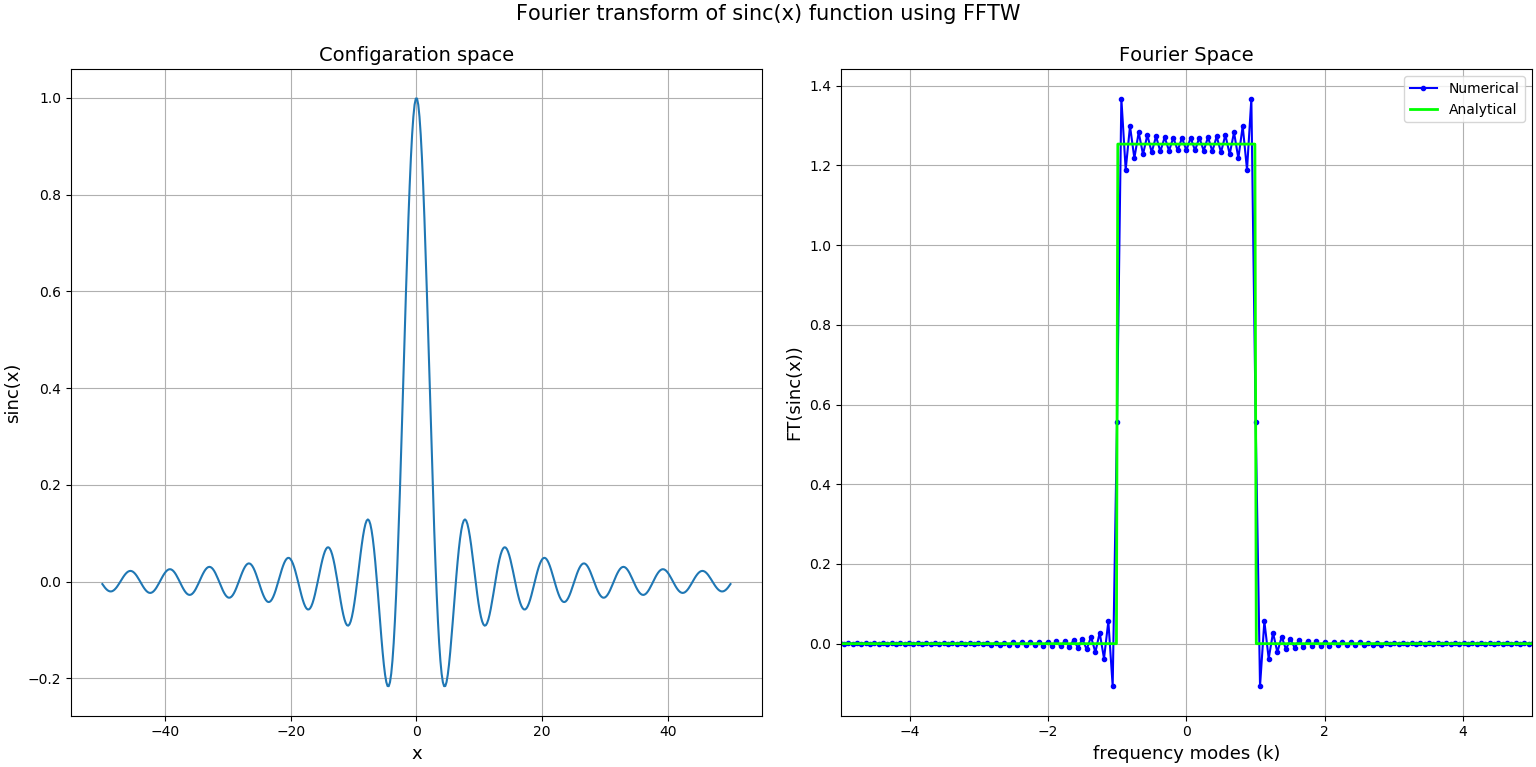 Fourier transform of sinc(x) function using FFTW
Configaration space
sinc(x)
1.0
0.8
0.6
0.4
0.2
0.0
−0.2
−40
−20
0
20
40
x
Fourier Space
FT(sinc(x))
1.4
1.2
1.0
0.8
0.6
0.4
0.2
0.0
−4
−2
0
2
4
frequency modes (k)
Numerical
Analytical